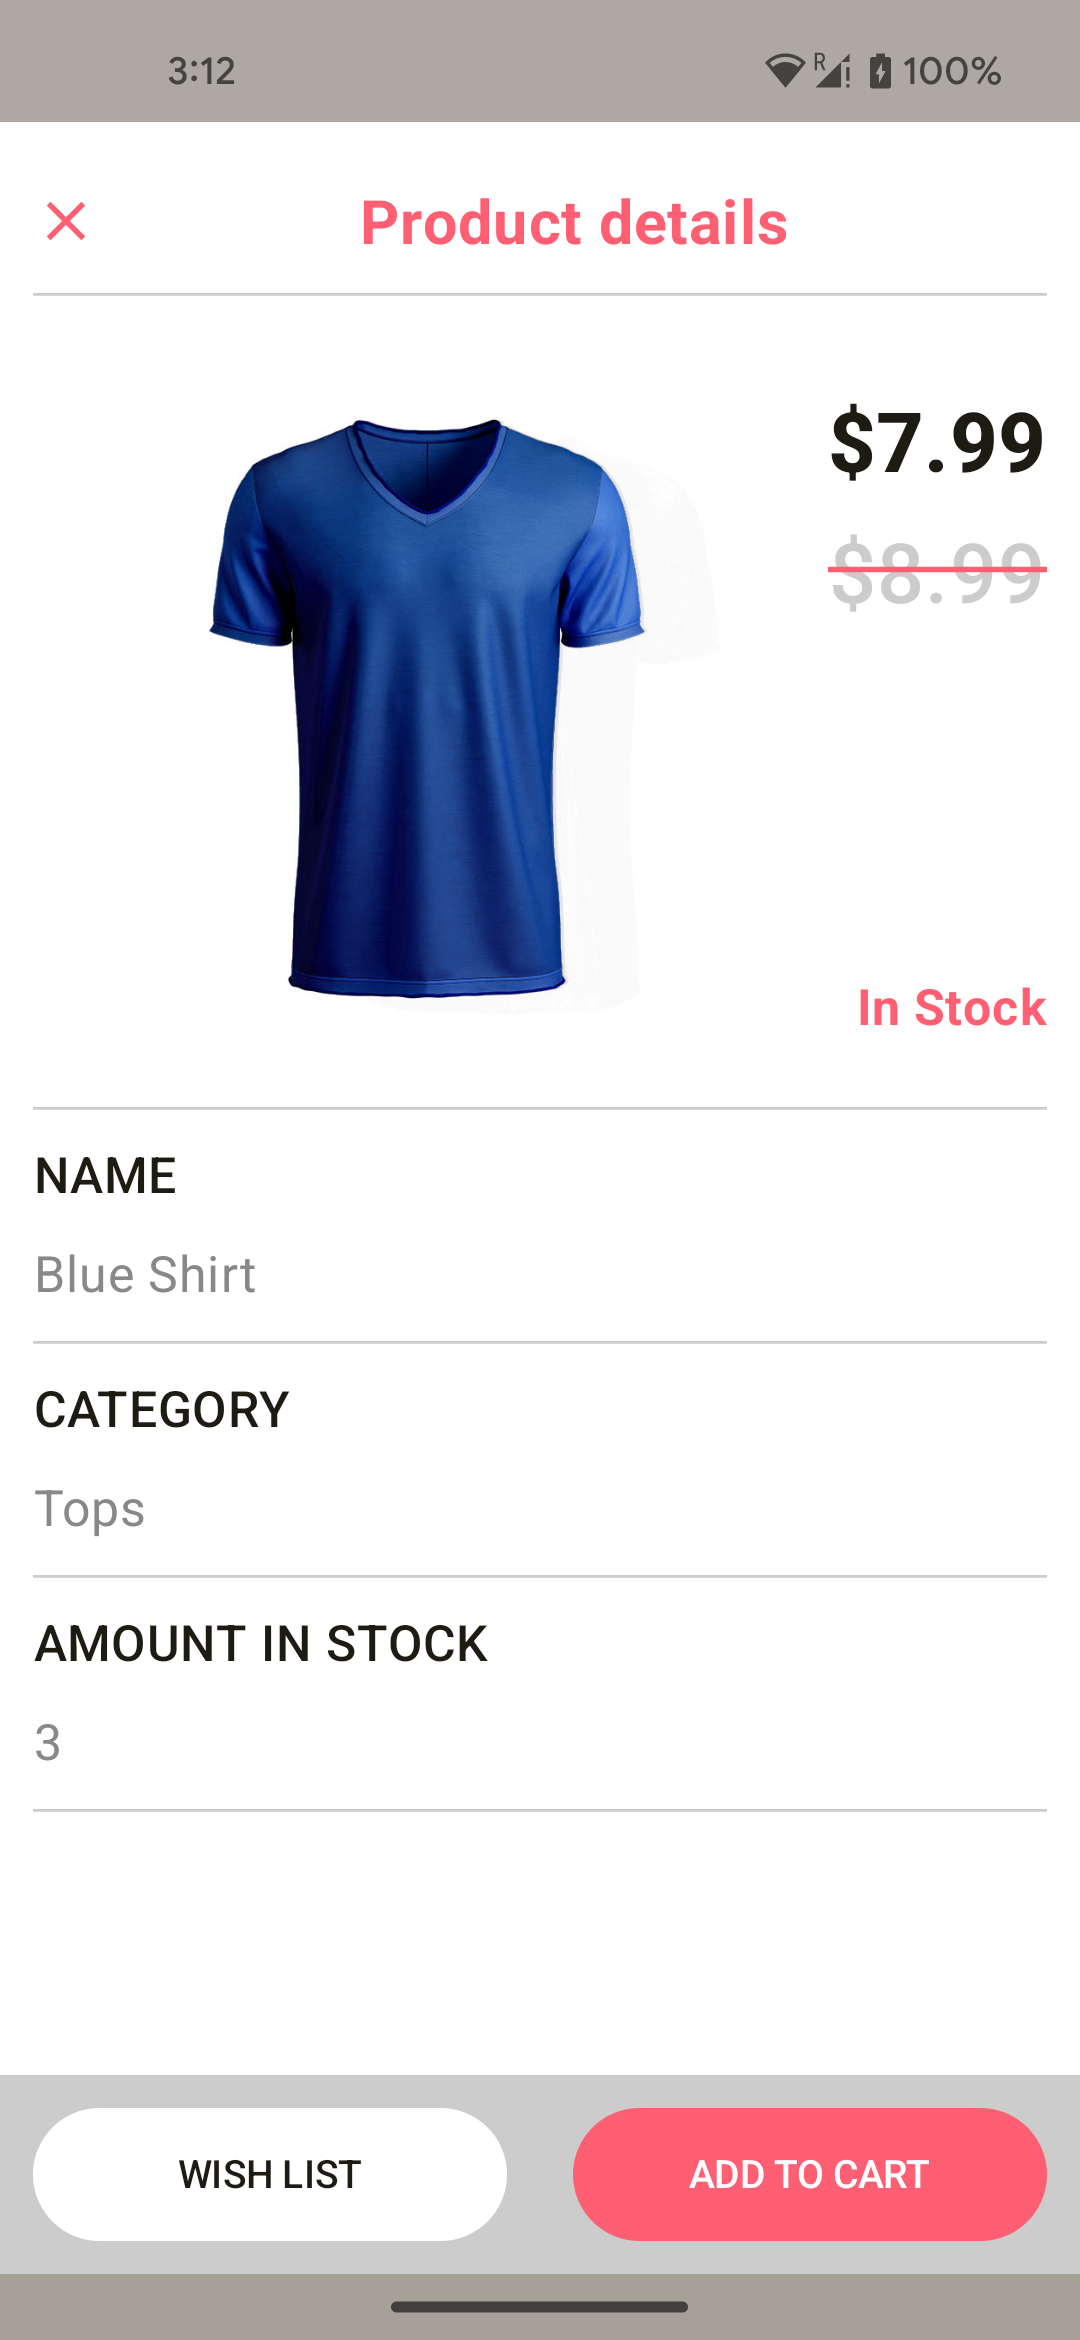 3:12
R
100%
Product details
$7.99
$8.99
In Stock
NAME
Blue Shirt
CATEGORY
Tops
AMOUNT IN STOCK
3
WISH LIST
ADD TO CART